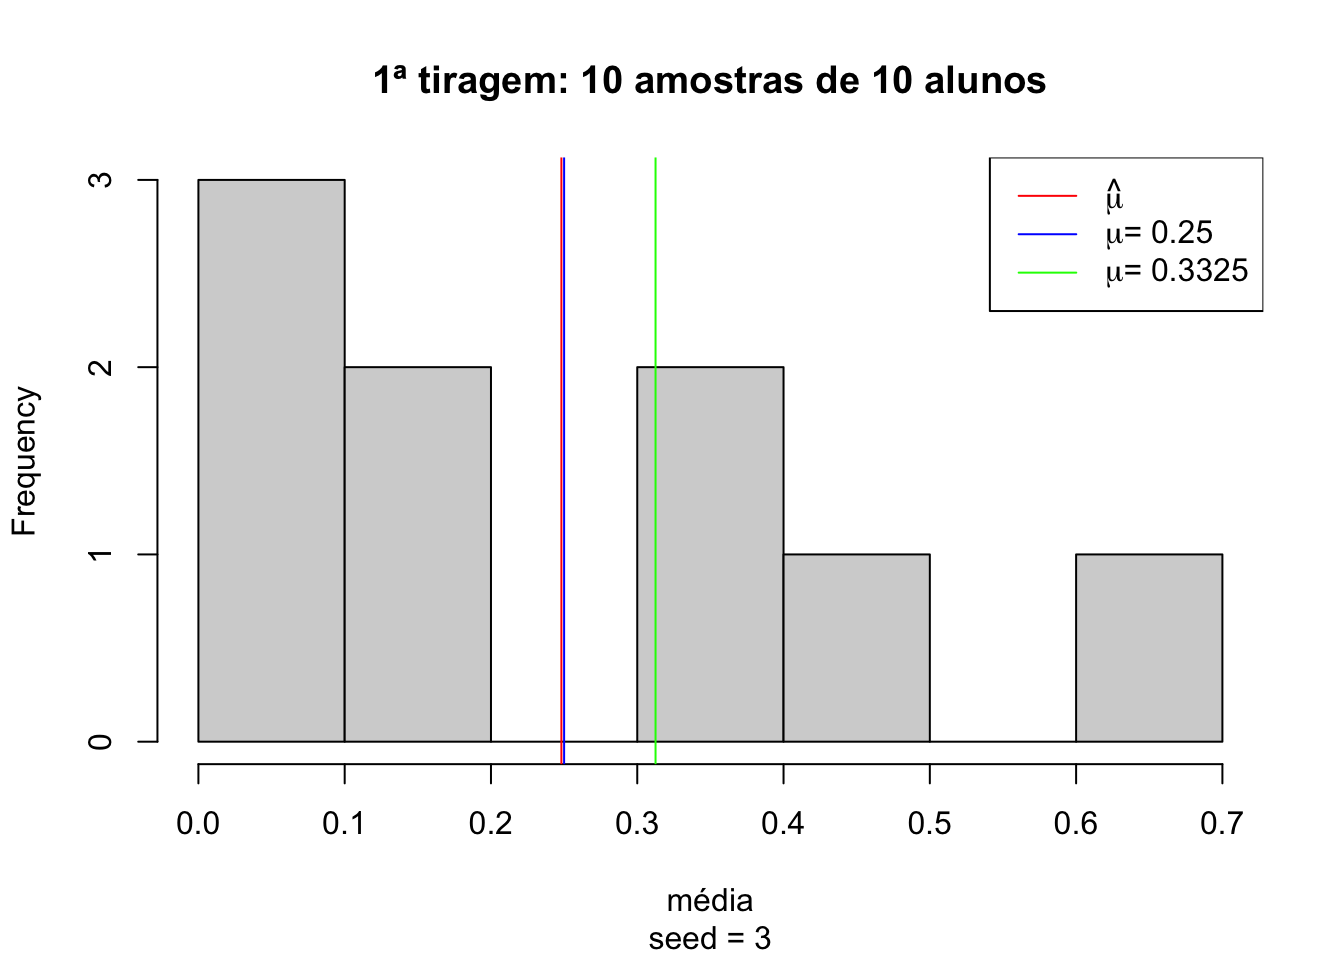 1ª tiragem: 10 amostras de 10 alunos
μ̂
μ= 0.25
μ= 0.3325
Frequency
3
2
1
0
0.0 0.1 0.2 0.3 0.4 0.5 0.6 0.7
média
seed = 3